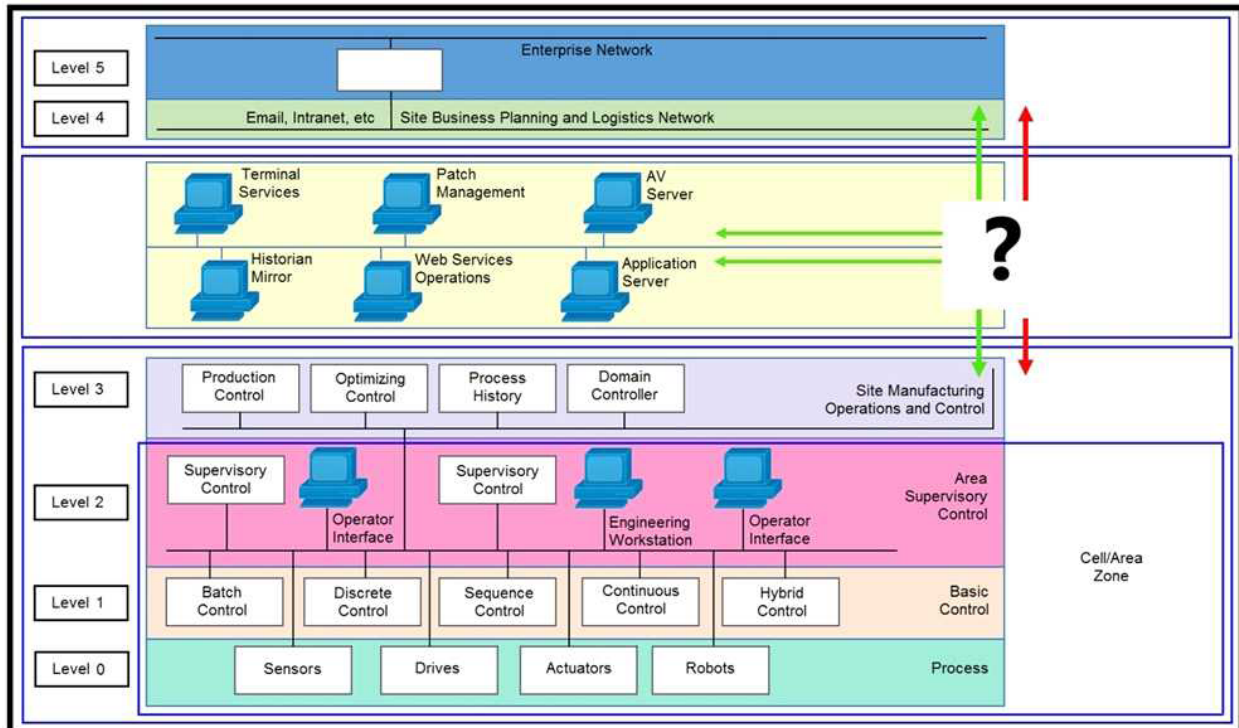 Level 5
Enterprise Network
Level 4
Email, Intranet, etc
Site Business Planning and Logistics Network
Terminal
Services
Patch
Management
AV
Server
Historian
Mirror
Web Services
Operations
Application
Server
?
Level 3
Production
Control
Optimizing
Control
Process
History
Domain
Controller
Site Manufacturing
Operations and Control
Level 2
Supervisory
Control
Operator
Interface
Supervisory
Control
Engineering
Workstation
Operator
Interface
Area
Supervisory
Control
Cell/Area
Zone
Level 1
Batch
Control
Discrete
Control
Sequence
Control
Continuous
Control
Hybrid
Control
Basic
Control
Level 0
Sensors
Drives
Actuators
Robots
Process